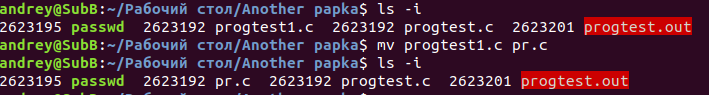 andrey@SubB:~/Рабочий стол/Another papka$ ls -i
2623195 passwd  2623192 progtest1.c  2623192 progtest.c  2623201 progtest.out
andrey@SubB:~/Рабочий стол/Another papka$ mv progtest1.c pr.c
andrey@SubB:~/Рабочий стол/Another papka$ ls -i
2623195 passwd  2623192 pr.c  2623192 progtest.c  2623201 progtest.out